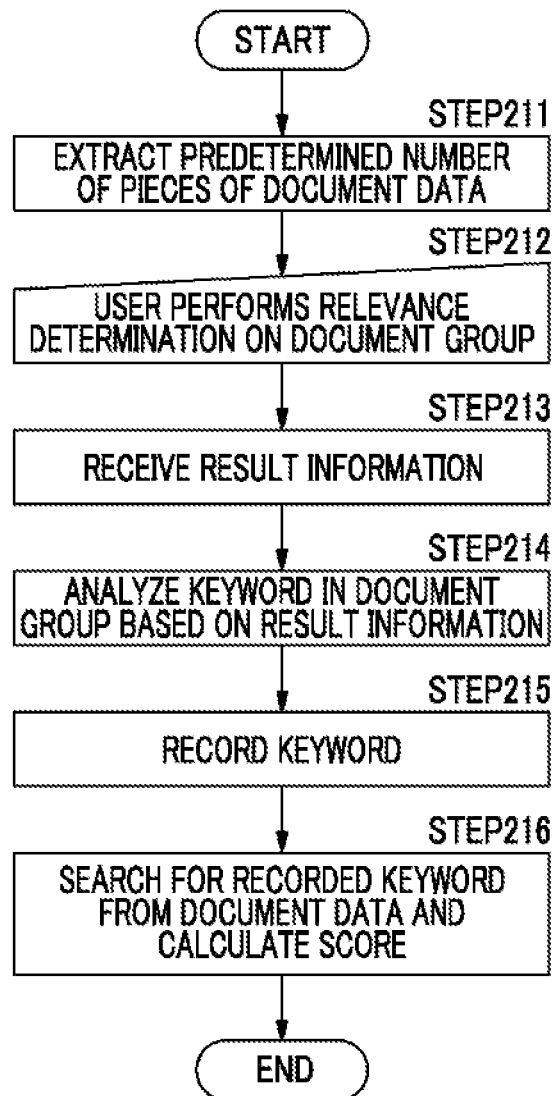 START
STEP211
EXTRACT PREDETERMINED NUMBER
OF PIECES OF DOCUMENT DATA
STEP212
USER PERFORMS RELEVANCE
DETERMINATION ON DOCUMENT GROUP
STEP213
RECEIVE RESULT INFORMATION
STEP214
ANALYZE KEYWORD IN DOCUMENT
GROUP BASED ON RESULT INFORMATION
STEP215
RECORD KEYWORD
STEP216
SEARCH FOR RECORDED KEYWORD
FROM DOCUMENT DATA AND
CALCULATE SCORE
END